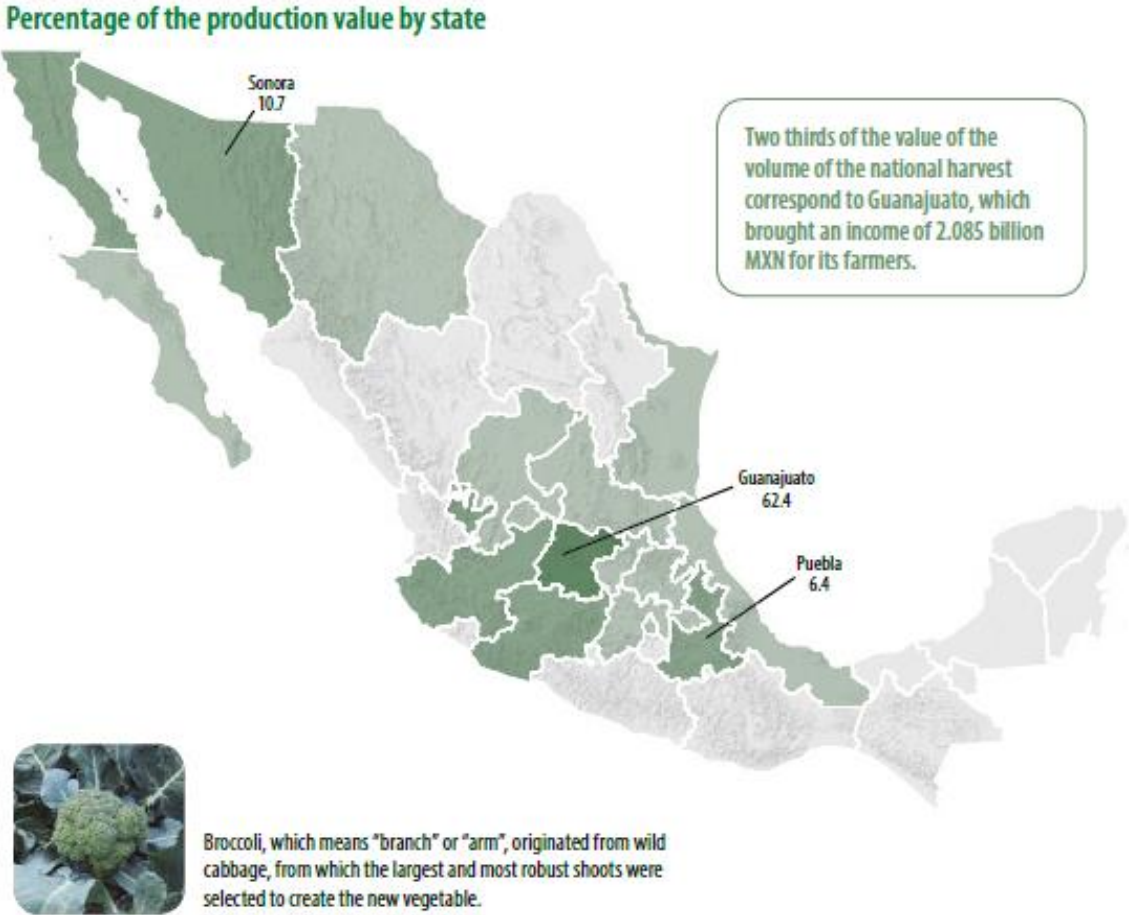 Percentage of the production value by state
Sonora
10.7
Two thirds of the value of the
volume of the national harvest
correspond to Guanajuato, which
brought an income of 2.085 billion
MXN for its farmers.
Guanajuato
62.4
Puebla
6.4
Broccoli, which means “branch” or “arm”, originated from wild
cabbage, from which the largest and most robust shoots were
selected to create the new vegetable.